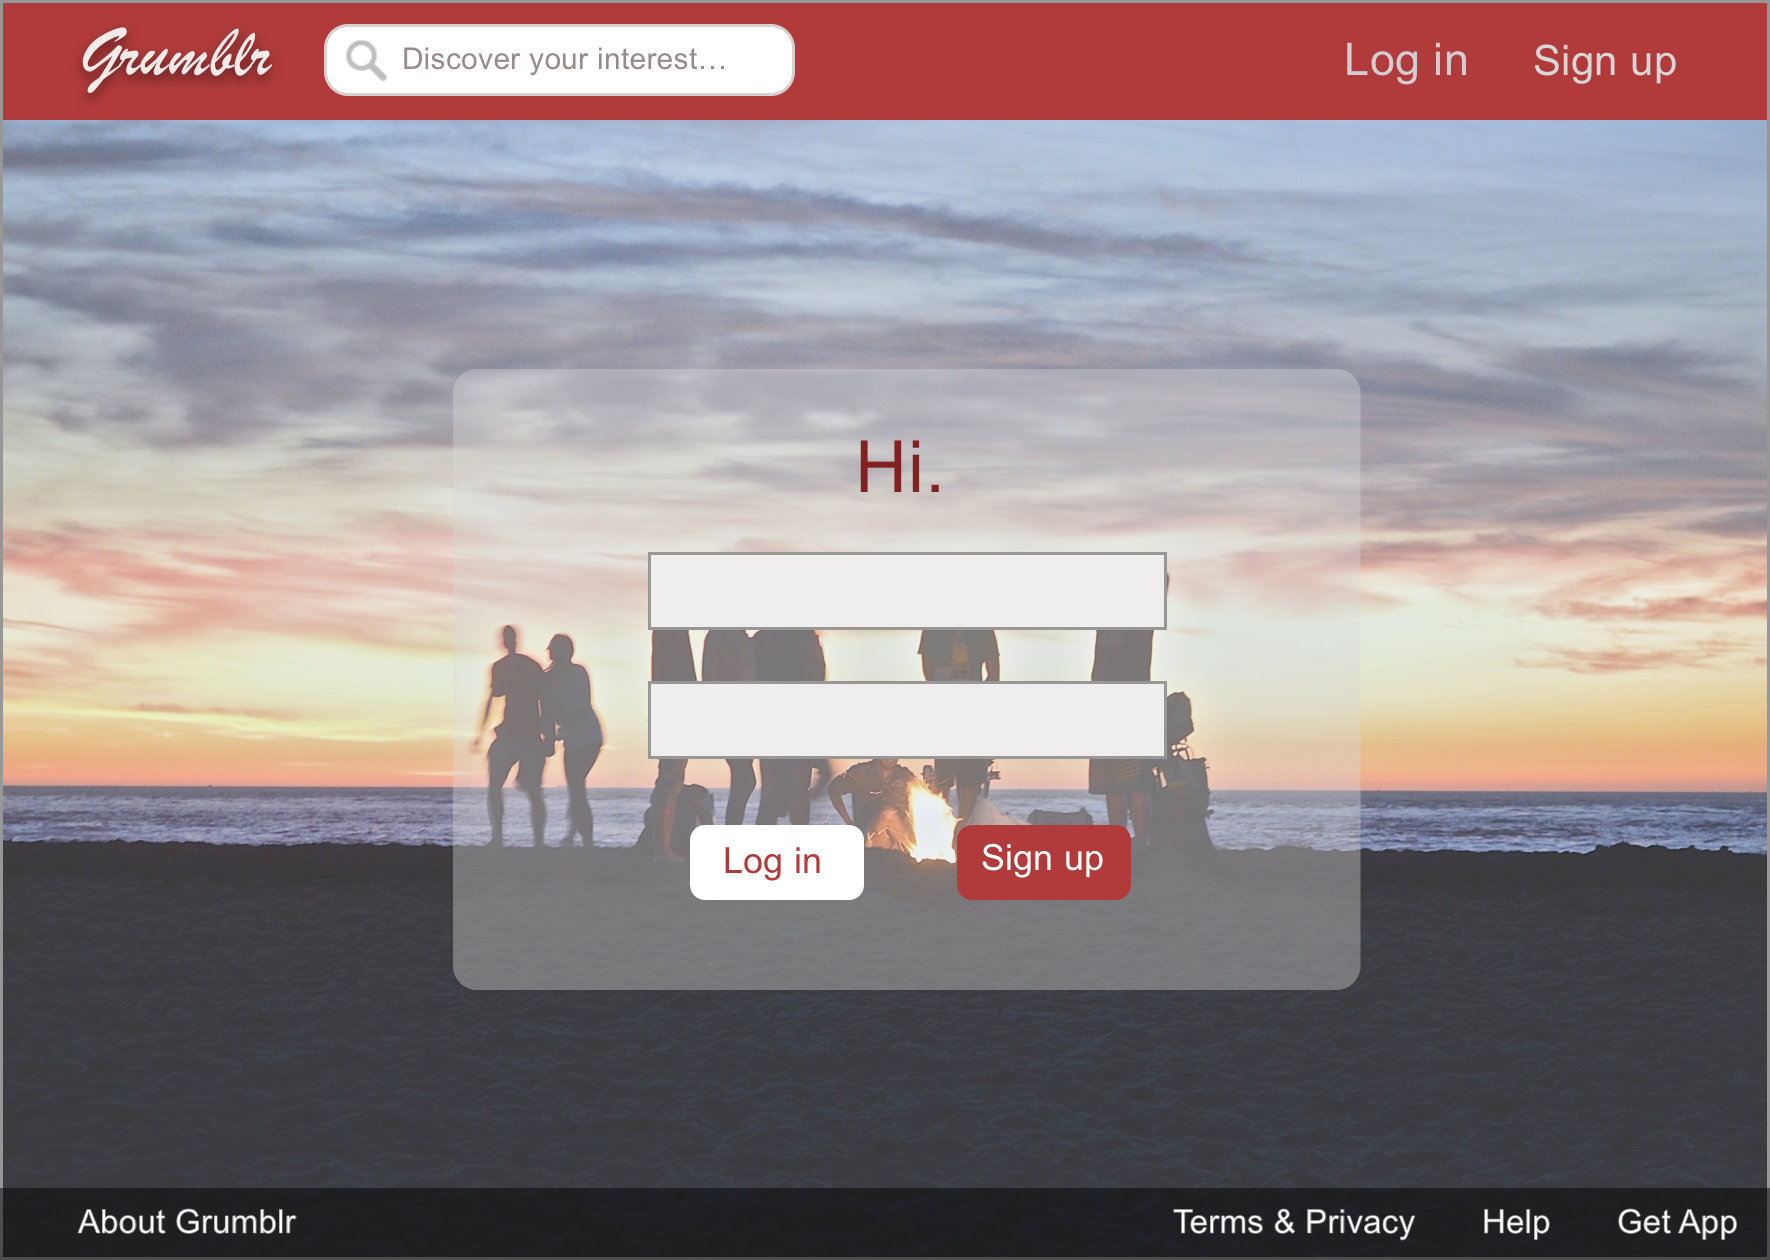 Grumblr
Discover your interest...
Log in
Sign up
Hi.
Log in
Sign up
About Grumblr
Terms & Privacy
Help
Get App